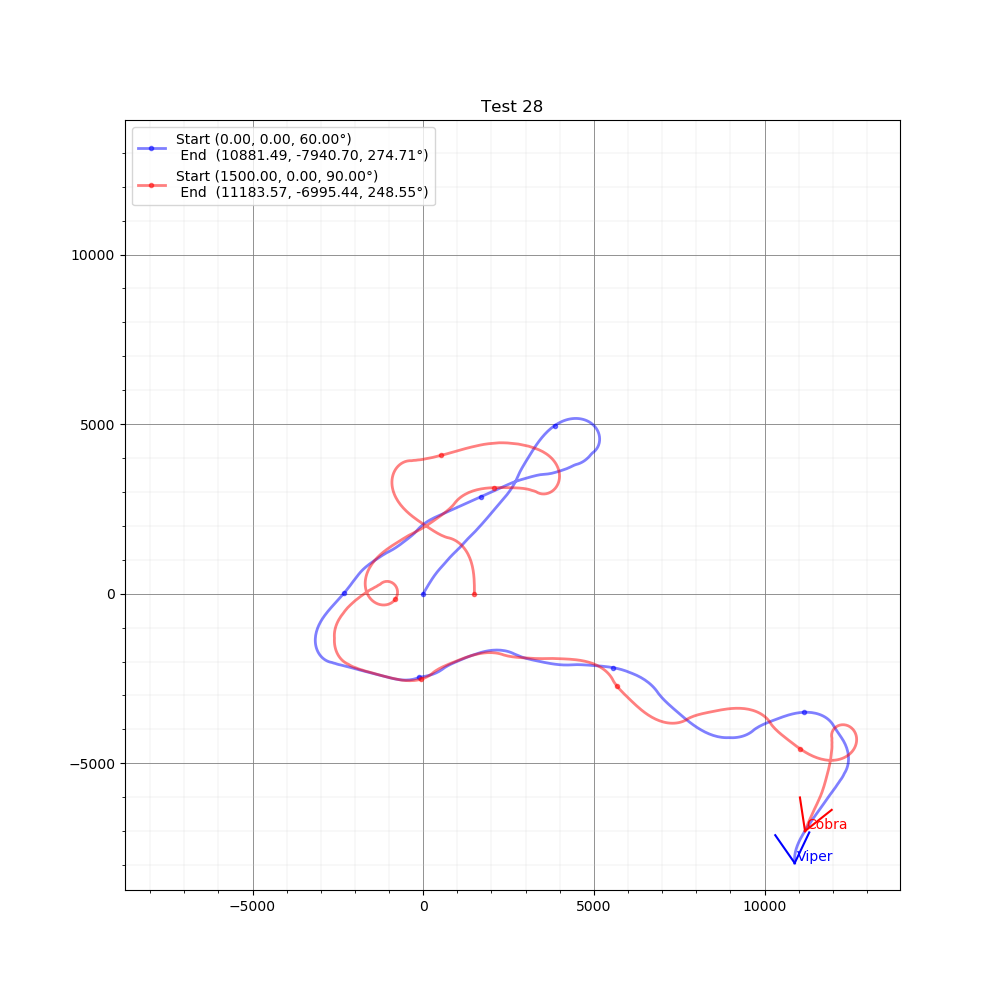 Test 28
Start (0.00, 0.00, 60.00°)
End (10881.49, -7940.70, 274.71°)
Start (1500.00, 0.00, 90.00°)
End (11183.57, -6995.44, 248.55°)
10000
5000
0
−5000
Cobra
Viper
−5000
0
5000
10000